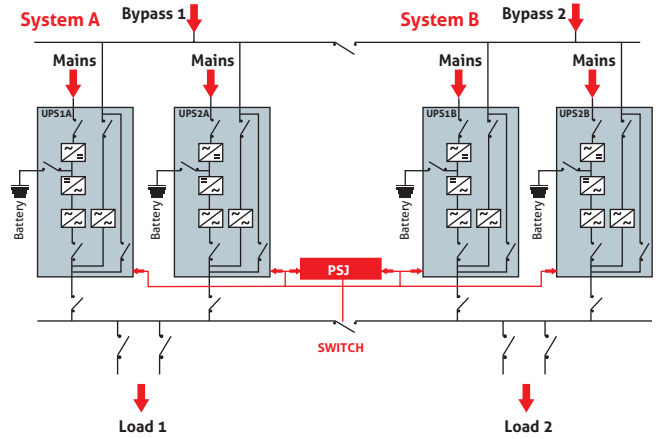 System A
Bypass 1
System B
Bypass 2
Mains
Mains
Mains
Mains
UPS1A
UPS2A
UPS1B
UPS2B
Battery
Battery
Battery
Battery
PSJ
SWITCH
Load 1
Load 2